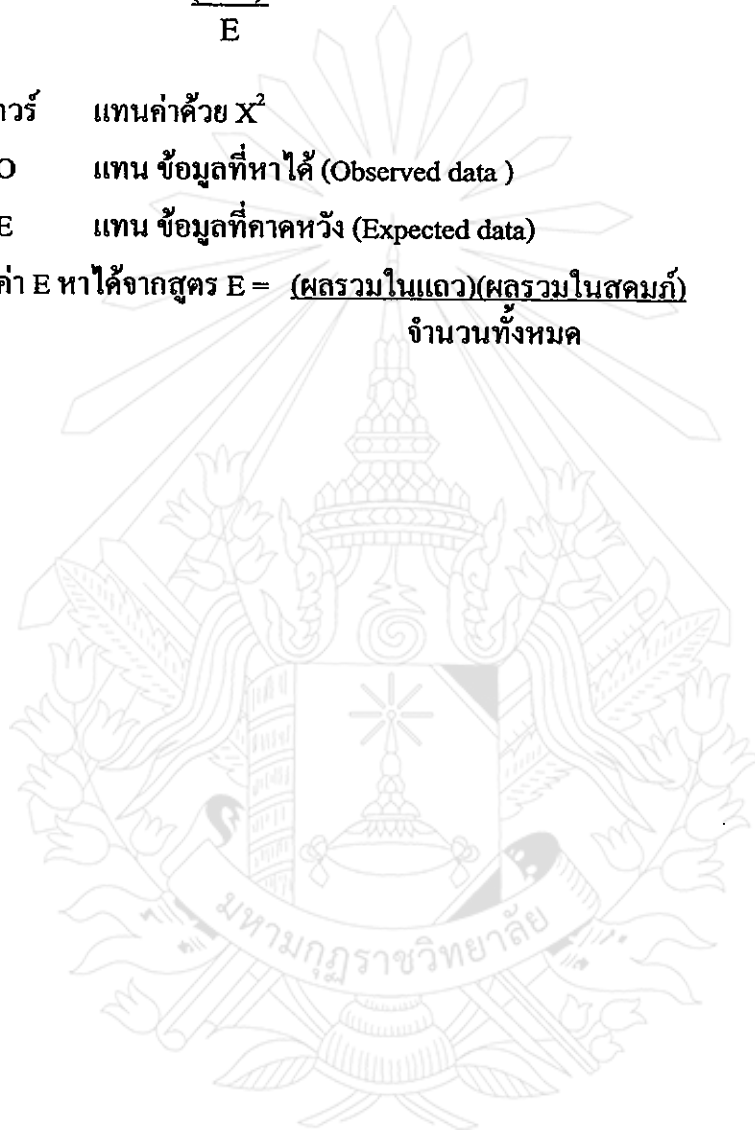 E
แทนค่าด้วย X²
O แทน ข้อมูลที่หาได้ (Observed data )
E แทน ข้อมูลที่คาดหวัง (Expected data)
ค่า E หาได้จากสูตร E = (ผลรวมในแถว)(ผลรวมในสดมภ์)
จำนวนทั้งหมด
มหามกุฏราชวิทยาลัย